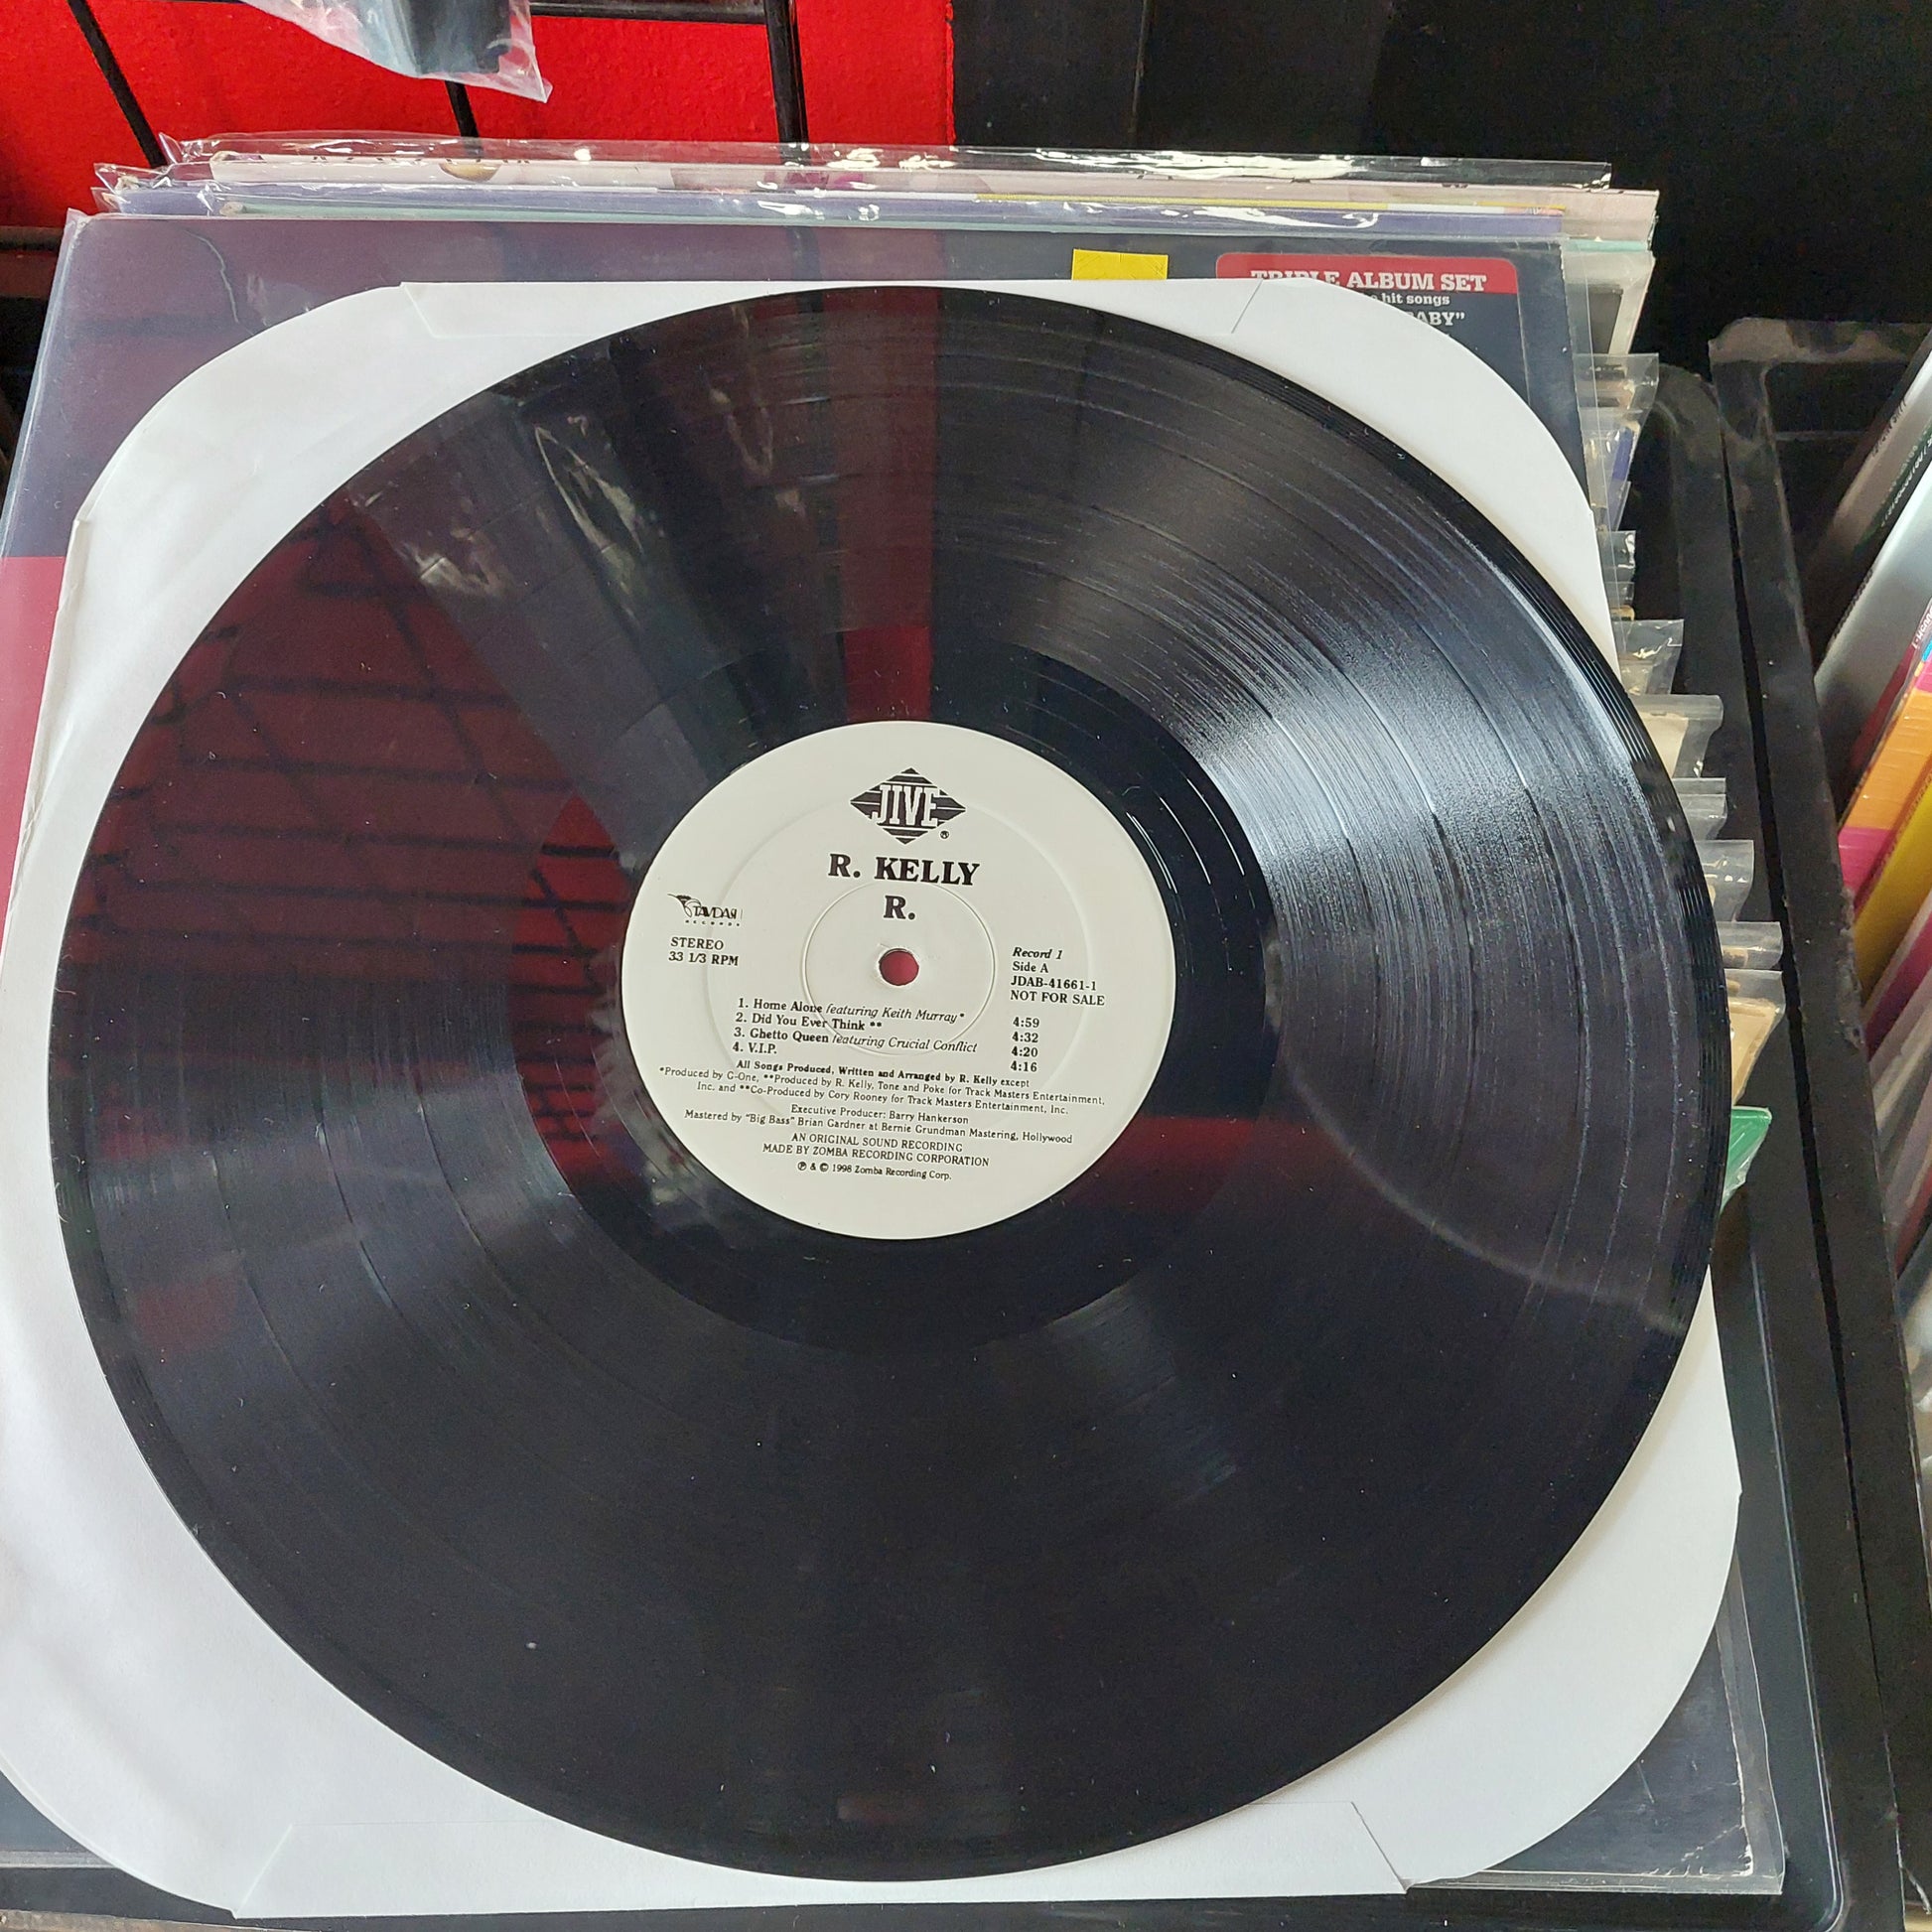 TRIPLE ALBUM SET
hit songs
ABY"
JIVE
®
R. KELLY
R.
STEREO
33 1/3 RPM
Record 1
Side A
JDAB-41661-1
NOT FOR SALE
1. Home Alone featuring Keith Murray * 4:59
2. Did You Ever Think ** 4:32
3. Ghetto Queen featuring Crucial Conflict 4:20
4. V.I.P. 4:16
All Songs Produced, Written and Arranged by R. Kelly except
*Produced by G-One, **Produced by R. Kelly, Tone and Poke for Track Masters Entertainment,
Inc. and **Co-Produced by Cory Rooney for Track Masters Entertainment, Inc.
Executive Producer: Barry Hankerson
Mastered by "Big Bass" Brian Gardner at Bernie Grundman Mastering, Hollywood
AN ORIGINAL SOUND RECORDING
MADE BY ZOMBA RECORDING CORPORATION
℗ & © 1998 Zomba Recording Corp.